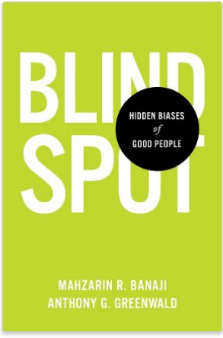 BLIND
SPOT
HIDDEN BIASES
of
GOOD PEOPLE
MAHZARIN R. BANAJI
ANTHONY G. GREENWALD